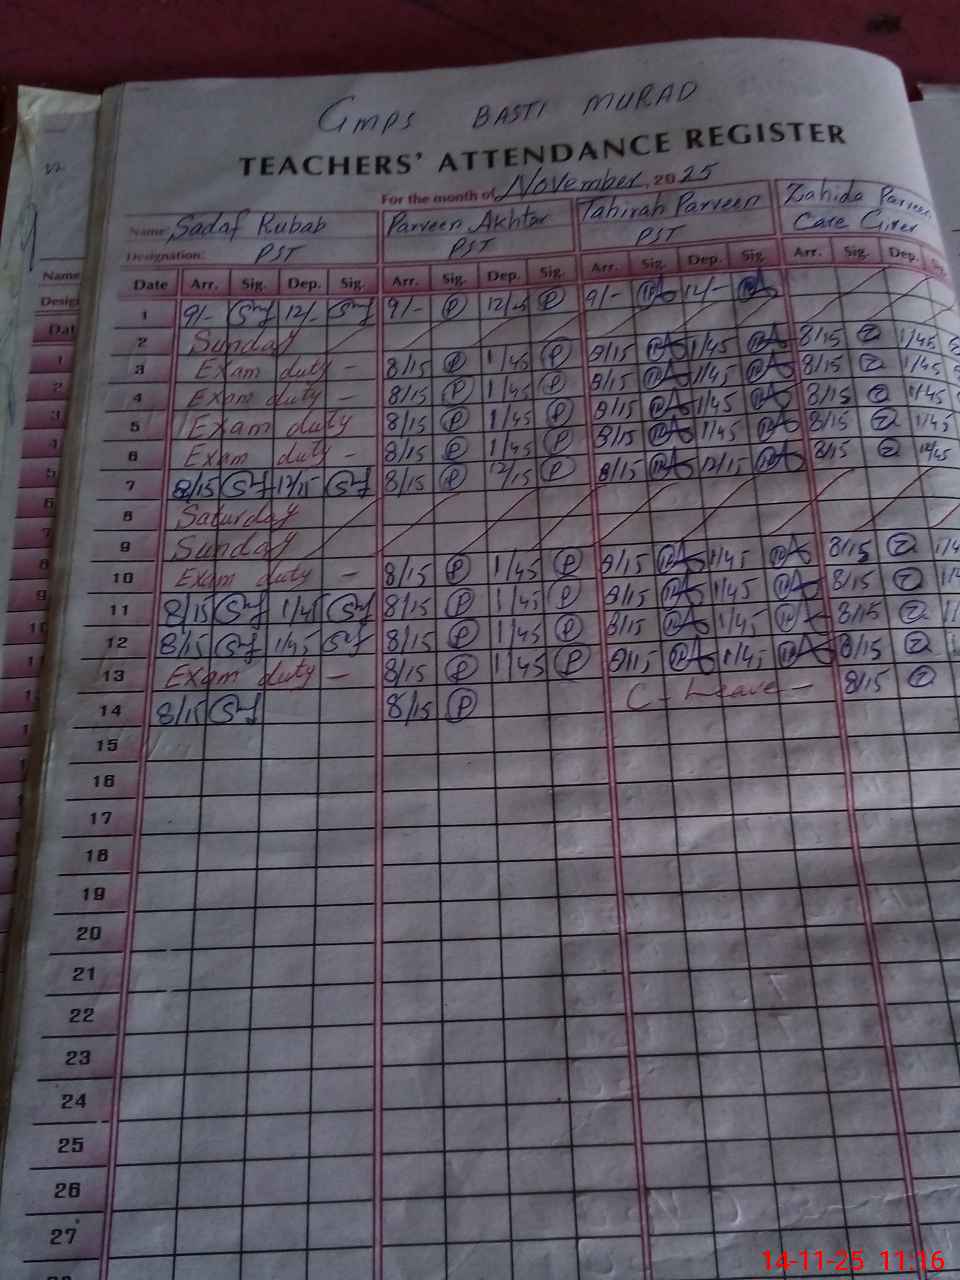 GMPS BASTI MURAD
TEACHERS' ATTENDANCE REGISTER
For the month of November, 2025
Name: Sadaf Rubab Parveen Akhtar Tahirah Parveen Zahida Parveen
Designation: PST PST PST Care Giver
Date Arr. Sig. Dep. Sig. Arr. Sig. Dep. Sig. Arr. Sig. Dep. Sig. Arr. Sig. Dep. Sig.
1 9/- 12/- 9/- P 12/- P 9/- 12/-
2 Sunday
3 Exam duty - 8/15 P 1/45 P 8/15 1/45 8/15 1/45
4 Exam duty - 8/15 P 1/45 P 8/15 1/45 8/15 1/45
5 Exam duty 8/15 P 1/45 P 8/15 1/45 8/15 1/45
6 Exam duty - 8/15 P 1/45 P 8/15 1/45 8/15 1/45
7 8/15 12/15 8/15 P 12/15 P 8/15 12/15 8/15 12/45
8 Saturday
9 Sunday
10 Exam duty - 8/15 P 1/45 P 8/15 1/45 8/15
11 8/15 1/45 8/15 P 1/45 P 8/15 1/45 8/15
12 8/15 1/45 8/15 P 1/45 P 8/15 1/45 8/15
13 Exam duty - 8/15 P 1/45 P 8/15 1/45 8/15
14 8/15 8/15 P C-Leave - 8/15
15
16
17
18
19
20
21
22
23
24
25
26
27
14-11-25 11:16